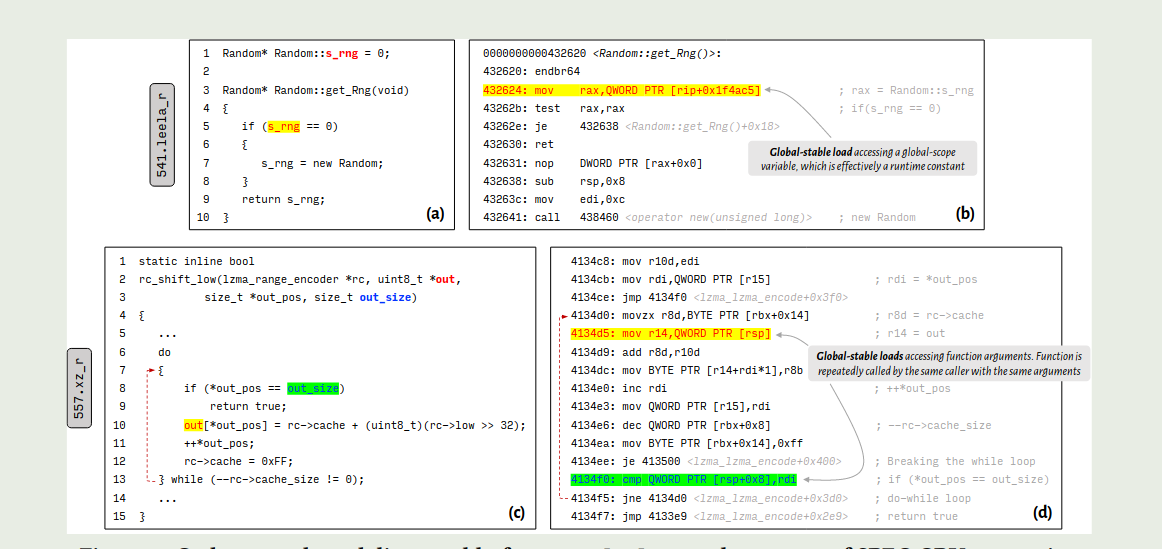 541.leela_r
1 Random* Random::s_rng = 0;
2
3 Random* Random::get_Rng(void)
4 {
5 if (s_rng == 0)
6 {
7 s_rng = new Random;
8 }
9 return s_rng;
10 }
(a)
0000000000432620 <Random::get_Rng()>:
432620: endbr64
432624: mov rax,QWORD PTR [rip+0x1f4ac5] ; rax = Random::s_rng
43262b: test rax,rax ; if(s_rng == 0)
43262e: je 432638 <Random::get_Rng()+0x18>
432630: ret
432631: nop DWORD PTR [rax+0x0]
432638: sub rsp,0x8
43263c: mov edi,0xc
432641: call 438460 <operator new(unsigned long)> ; new Random
Global-stable load accessing a global-scope
variable, which is effectively a runtime constant
(b)
557.xz_r
1 static inline bool
2 rc_shift_low(lzma_range_encoder *rc, uint8_t *out,
3 size_t *out_pos, size_t out_size)
4 {
5 ...
6 do
7 {
8 if (*out_pos == out_size)
9 return true;
10 out[*out_pos] = rc->cache + (uint8_t)(rc->low >> 32);
11 ++*out_pos;
12 rc->cache = 0xFF;
13 } while (--rc->cache_size != 0);
14 ...
15 }
(c)
4134c8: mov r10d,edi
4134cb: mov rdi,QWORD PTR [r15] ; rdi = *out_pos
4134ce: jmp 4134f0 <lzma_lzma_encode+0x3f0>
4134d0: movzx r8d,BYTE PTR [rbx+0x14] ; r8d = rc->cache
4134d5: mov r14,QWORD PTR [rsp] ; r14 = out
4134d9: add r8d,r10d
4134dc: mov BYTE PTR [r14+rdi*1],r8b
4134e0: inc rdi ; ++*out_pos
4134e3: mov QWORD PTR [r15],rdi
4134e6: dec QWORD PTR [rbx+0x8] ; --rc->cache_size
4134ea: mov BYTE PTR [rbx+0x14],0xff
4134ee: je 413500 <lzma_lzma_encode+0x400> ; Breaking the while loop
4134f0: cmp QWORD PTR [rsp+0x8],rdi ; if (*out_pos == out_size)
4134f5: jne 4134d0 <lzma_lzma_encode+0x3d0> ; do-while loop
4134f7: jmp 4133e9 <lzma_lzma_encode+0x2e9> ; return true
Global-stable loads accessing function arguments. Function is
repeatedly called by the same caller with the same arguments
(d)